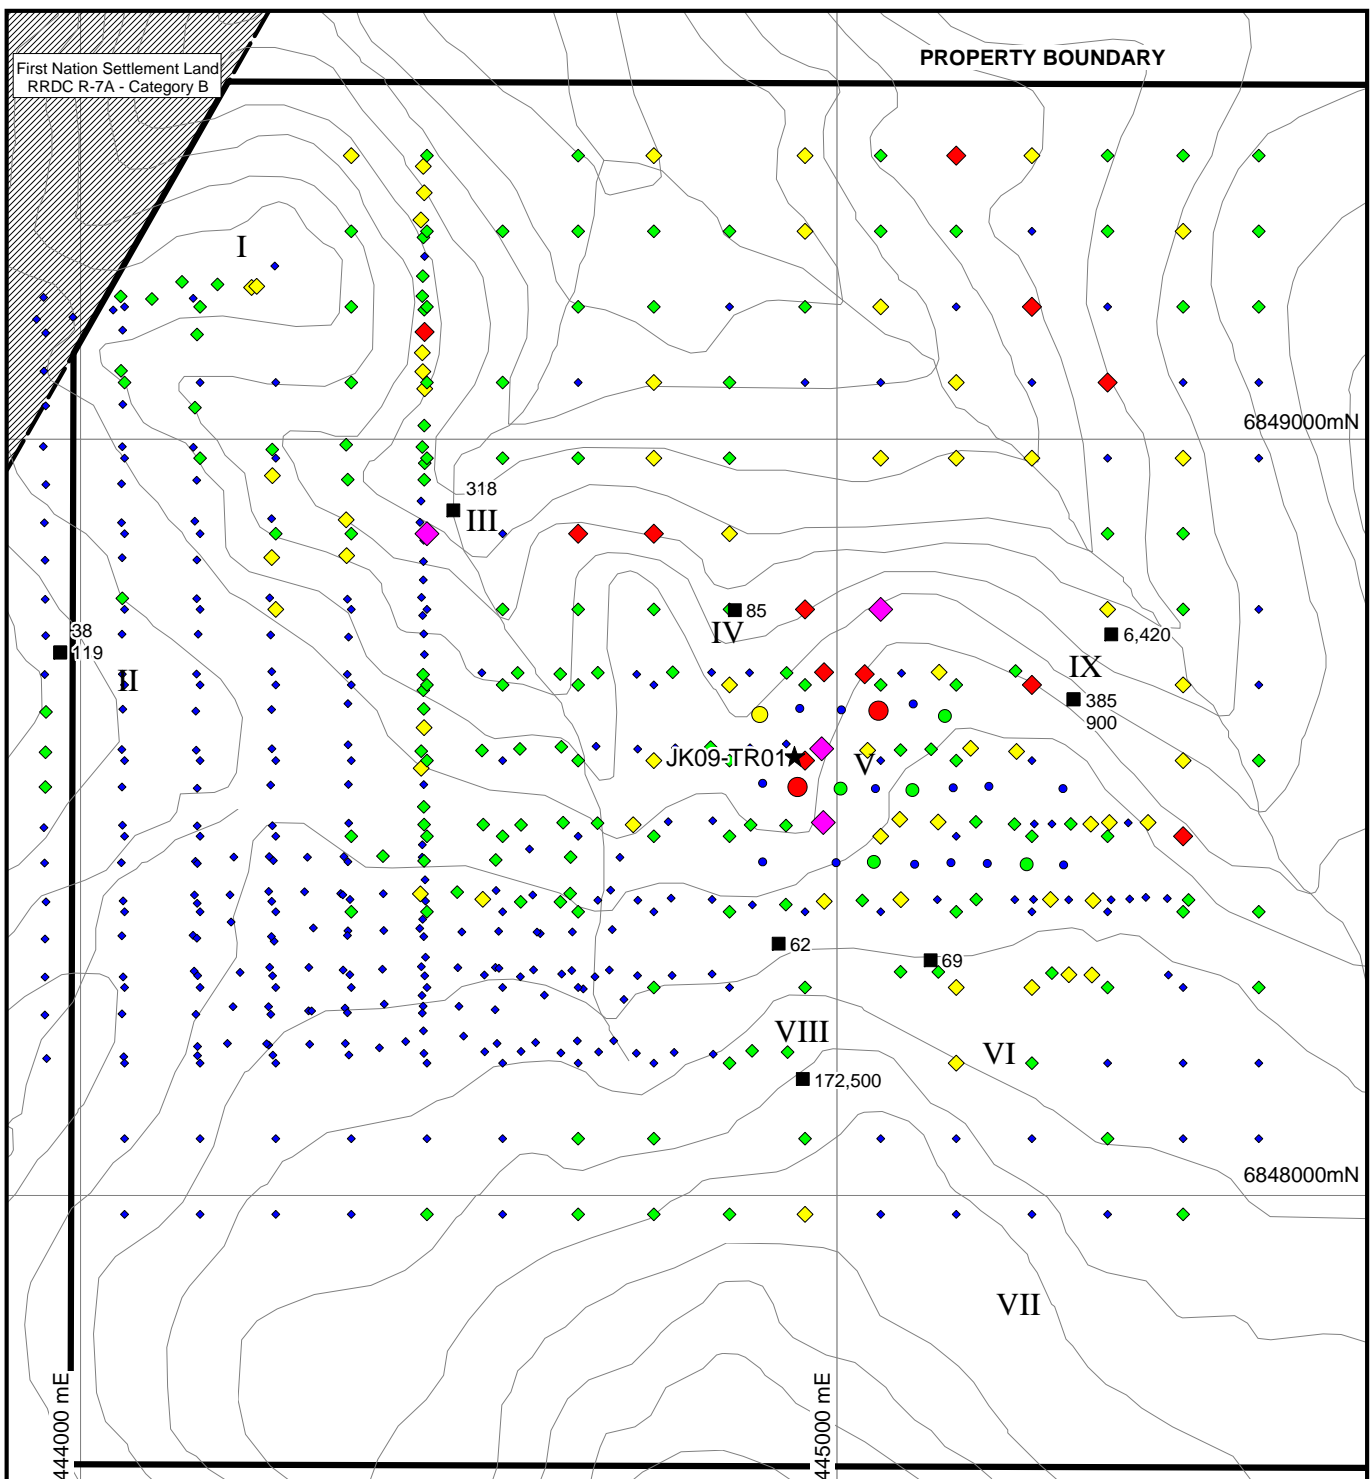 PROPERTY BOUNDARY
First Nation Settlement Land
RRDC R-7A - Category B
I
6849000mN
318
III
85
IV
38
119
6,420
IX
II
385
900
JK09-TR01
V
62
69
VIII
VI
172,500
6848000mN
VII
444000 mE
445000 mE